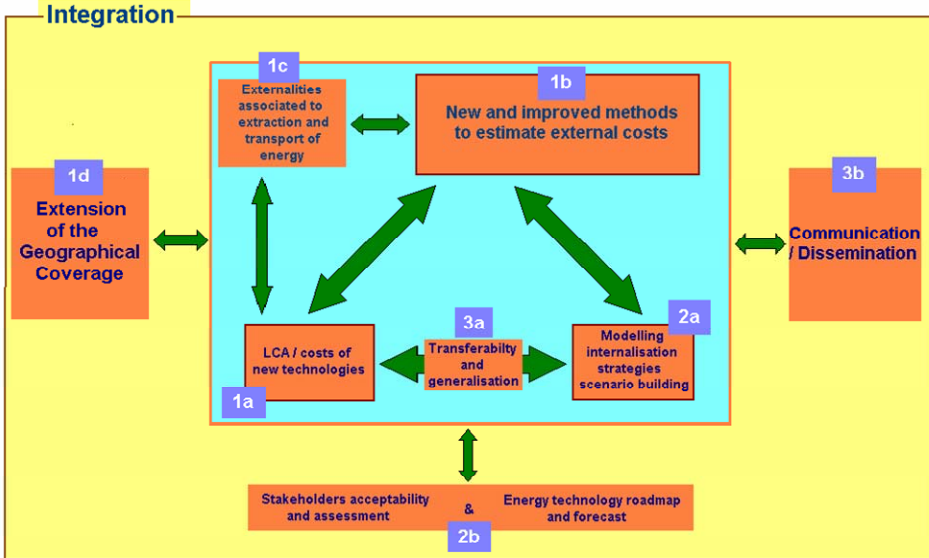 Integration
1c
Externalities
associated to
extraction and
transport of
energy
1b
New and improved methods
to estimate external costs
1d
Extension
of the
Geographical
Coverage
3b
Communication
/ Dissemination
LCA / costs of
new technologies
1a
3a
Transferabilty
and
generalisation
2a
Modelling
internalisation
strategies
scenario building
Stakeholders acceptability
and assessment
&
Energy technology roadmap
and forecast
2b